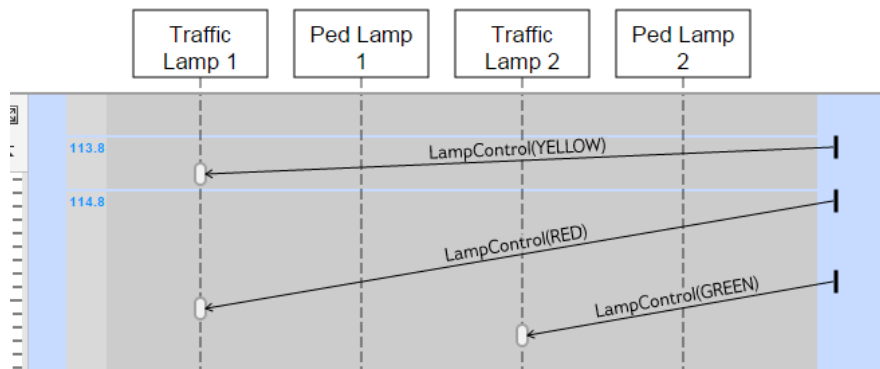 Traffic
Lamp 1
Ped Lamp
1
Traffic
Lamp 2
Ped Lamp
2
113.8
LampControl(YELLOW)
114.8
LampControl(RED)
LampControl(GREEN)